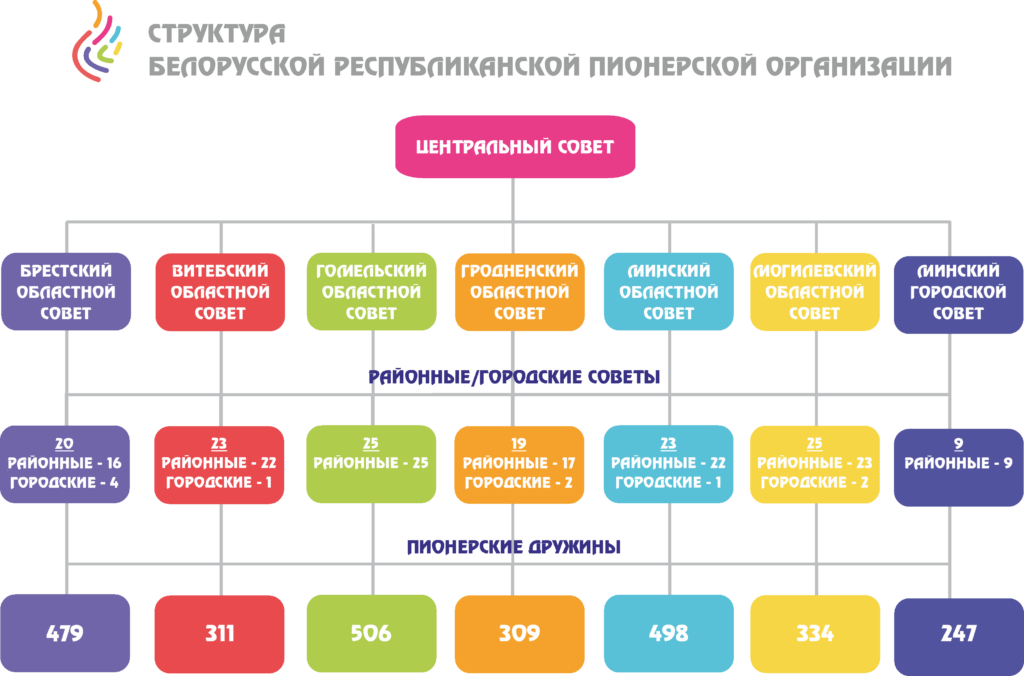 СТРУКТУРА
БЕЛОРУССКОЙ РЕСПУБЛИКАНСКОЙ ПИОНЕРСКОЙ ОРГАНИЗАЦИИ
ЦЕНТРАЛЬНЫЙ СОВЕТ
БРЕСТСКИЙ
ОБЛАСТНОЙ
СОВЕТ
ВИТЕБСКИЙ
ОБЛАСТНОЙ
СОВЕТ
ГОМЕЛЬСКИЙ
ОБЛАСТНОЙ
СОВЕТ
ГРОДНЕНСКИЙ
ОБЛАСТНОЙ
СОВЕТ
МИНСКИЙ
ОБЛАСТНОЙ
СОВЕТ
МОГИЛЕВСКИЙ
ОБЛАСТНОЙ
СОВЕТ
МИНСКИЙ
ГОРОДСКОЙ
СОВЕТ
РАЙОННЫЕ/ГОРОДСКИЕ СОВЕТЫ
20
РАЙОННЫЕ - 16
ГОРОДСКИЕ - 4
23
РАЙОННЫЕ - 22
ГОРОДСКИЕ - 1
25
РАЙОННЫЕ - 25
19
РАЙОННЫЕ - 17
ГОРОДСКИЕ - 2
23
РАЙОННЫЕ - 22
ГОРОДСКИЕ - 1
25
РАЙОННЫЕ - 23
ГОРОДСКИЕ - 2
9
РАЙОННЫЕ - 9
ПИОНЕРСКИЕ ДРУЖИНЫ
479
311
506
309
498
334
247